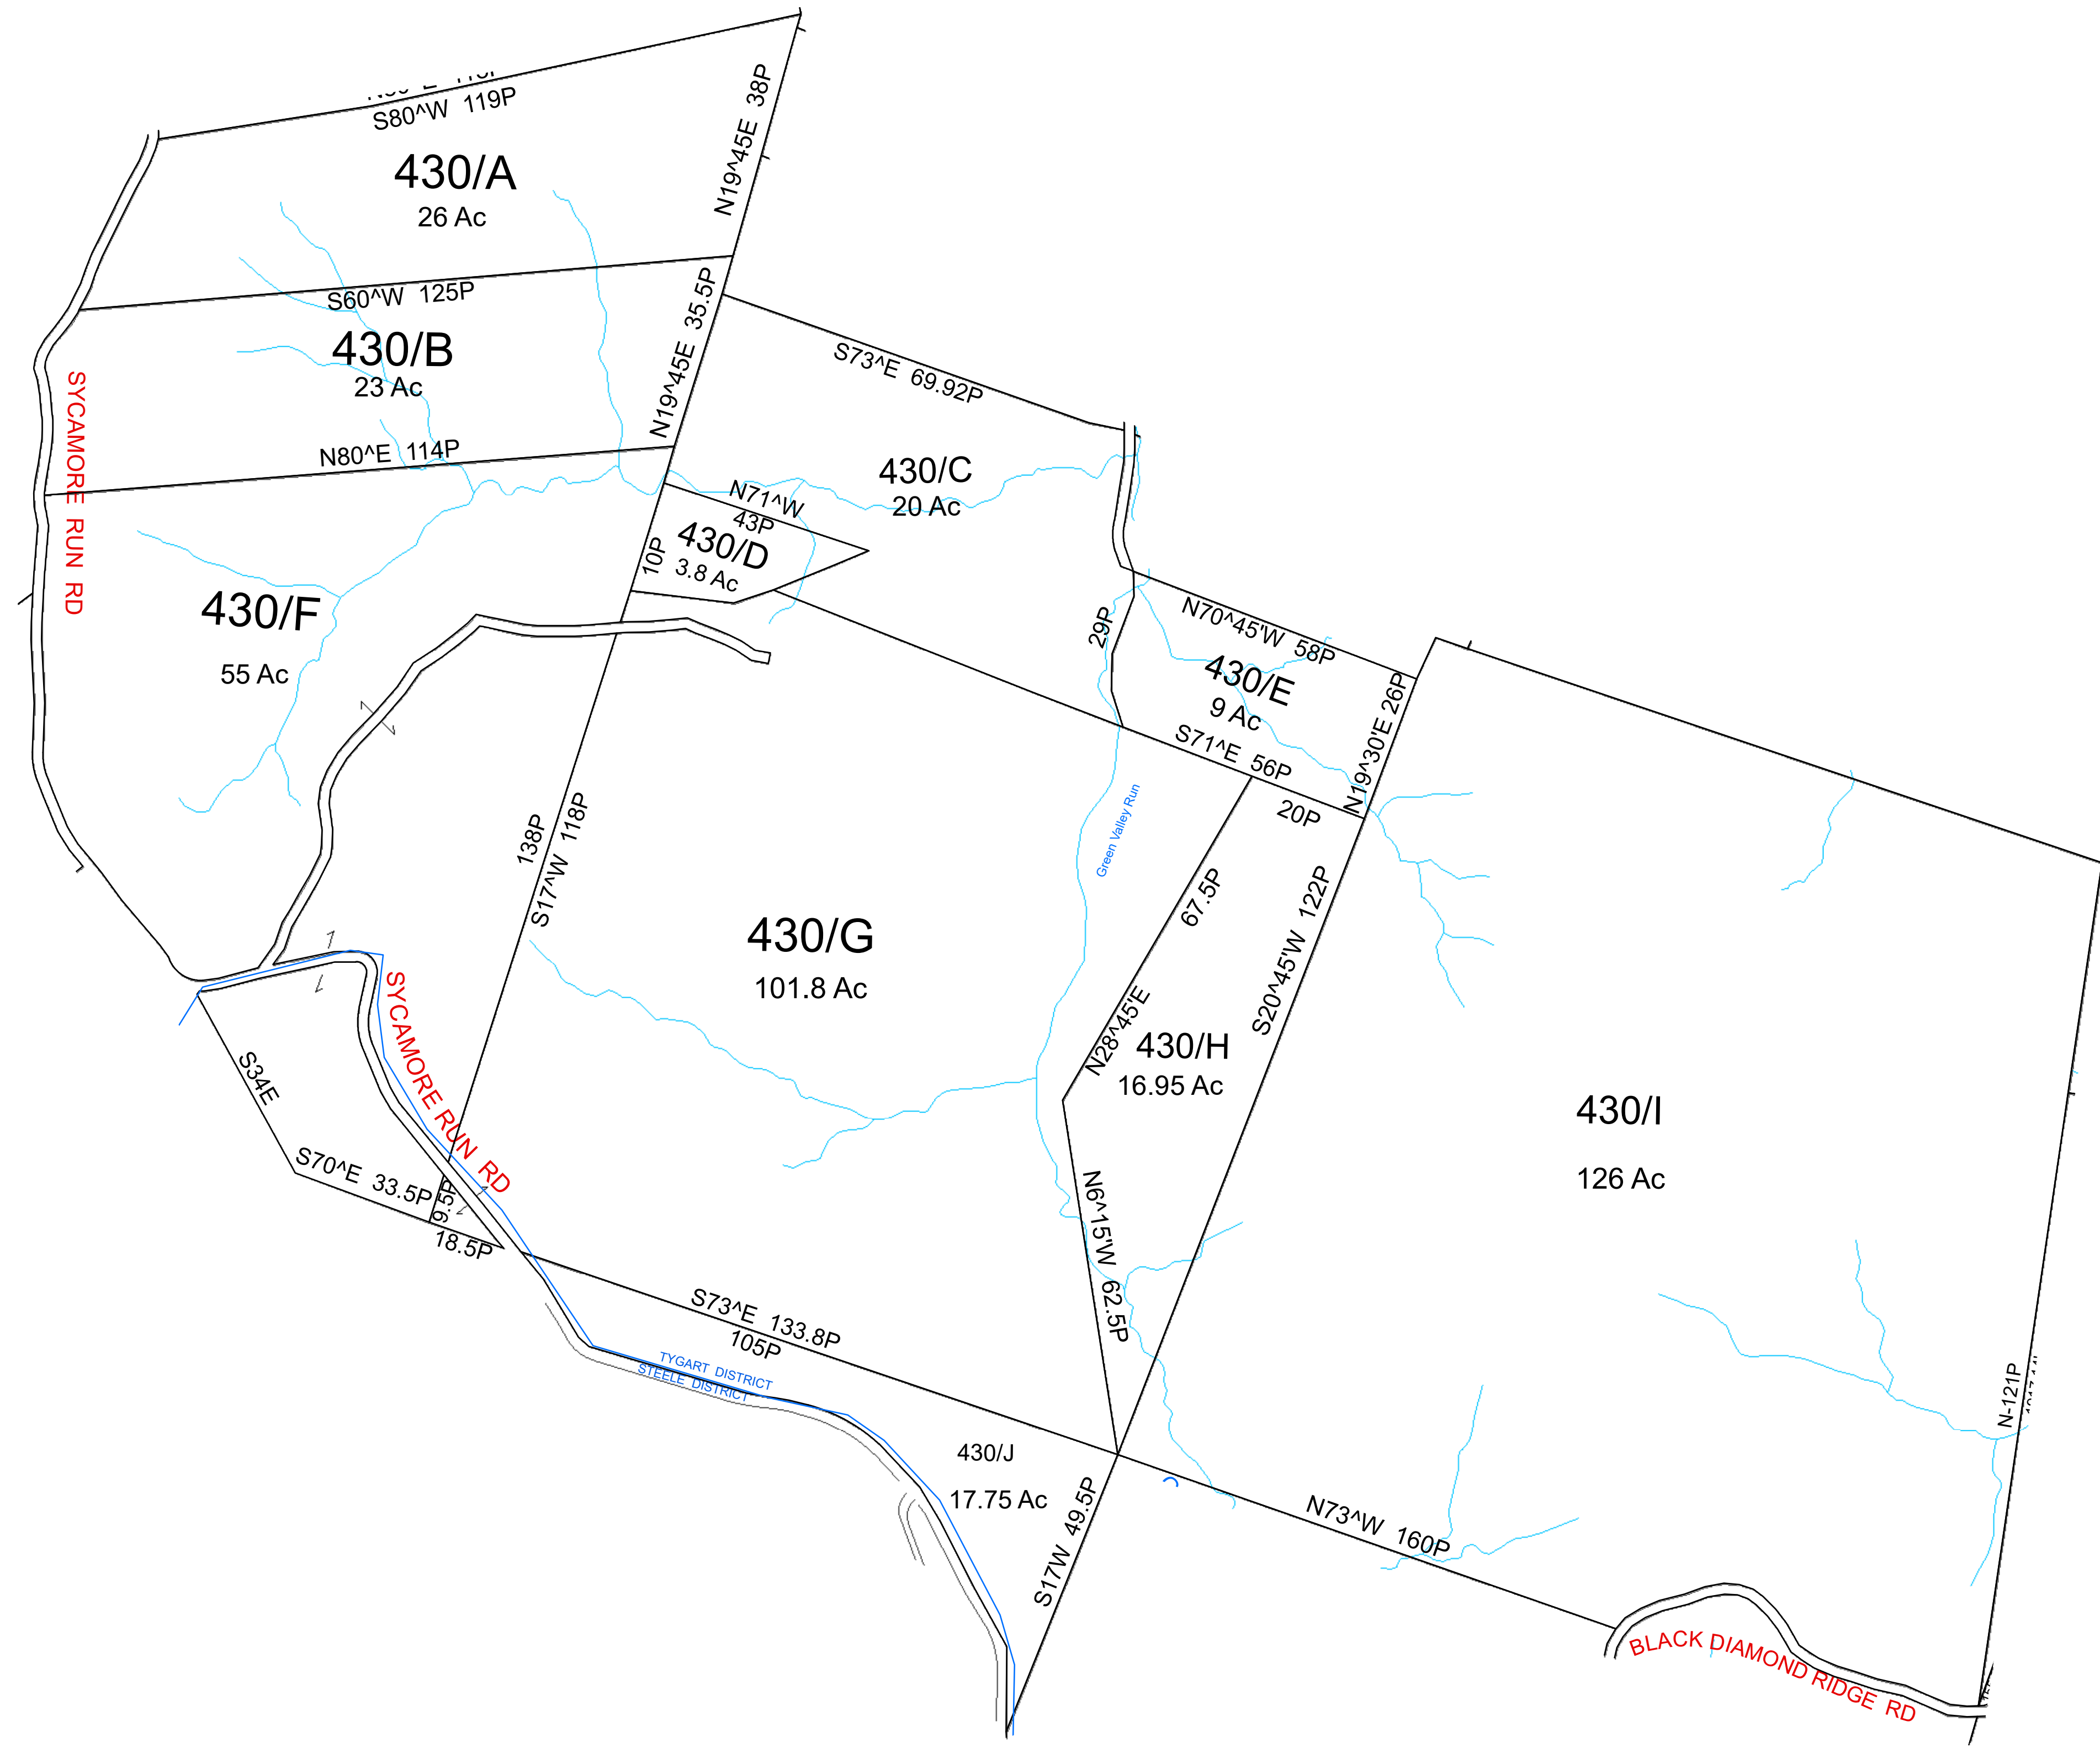 S80^W 119P
N19^45E 38P
430/A
26 Ac
S60^W 125P
N19^45E 35.5P
430/B
23 Ac
SYCAMORE RUN RD
N80^E 114P
S73^E 69.92P
430/C
20 Ac
N71^W
43P
430/D
3.8 Ac
10P
430/F
55 Ac
29P
N70^45'W 58P
430/E
9 Ac
N19^30'E 26P
S71^E 56P
20P
138P
S17^W 118P
Green Valley Run
67.5P
S20^45'W 122P
430/G
101.8 Ac
N28^45'E
430/H
16.95 Ac
430/I
126 Ac
SYCAMORE RUN RD
S34E
S70^E 33.5P
9.5P
18.5P
N6^15'W 62.5P
S73^E 133.8P
105P
TYGART DISTRICT
STEELE DISTRICT
430/J
17.75 Ac
S17W 49.5P
N73^W 160P
N-121P
BLACK DIAMOND RIDGE RD